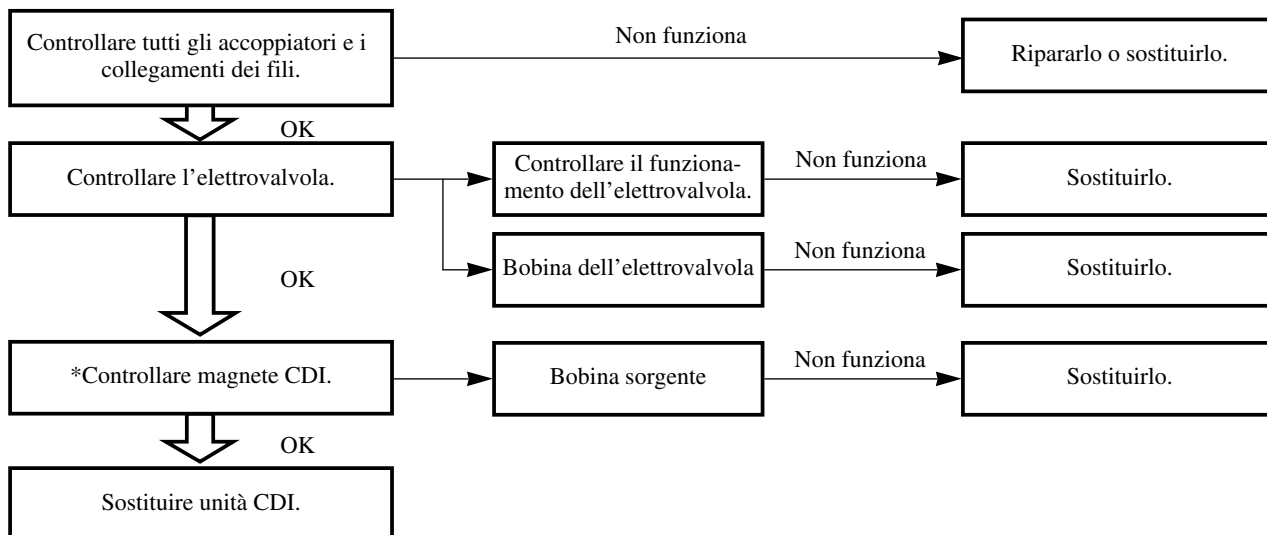 Controllare tutti gli accoppiatori e i
collegamenti dei fili.
Non funziona
Ripararlo o sostituirlo.
OK
Controllare l’elettrovalvola.
Controllare il funziona-
mento dell’elettrovalvola.
Non funziona
Sostituirlo.
Bobina dell’elettrovalvola
Non funziona
Sostituirlo.
OK
*Controllare magnete CDI.
Bobina sorgente
Non funziona
Sostituirlo.
OK
Sostituire unità CDI.